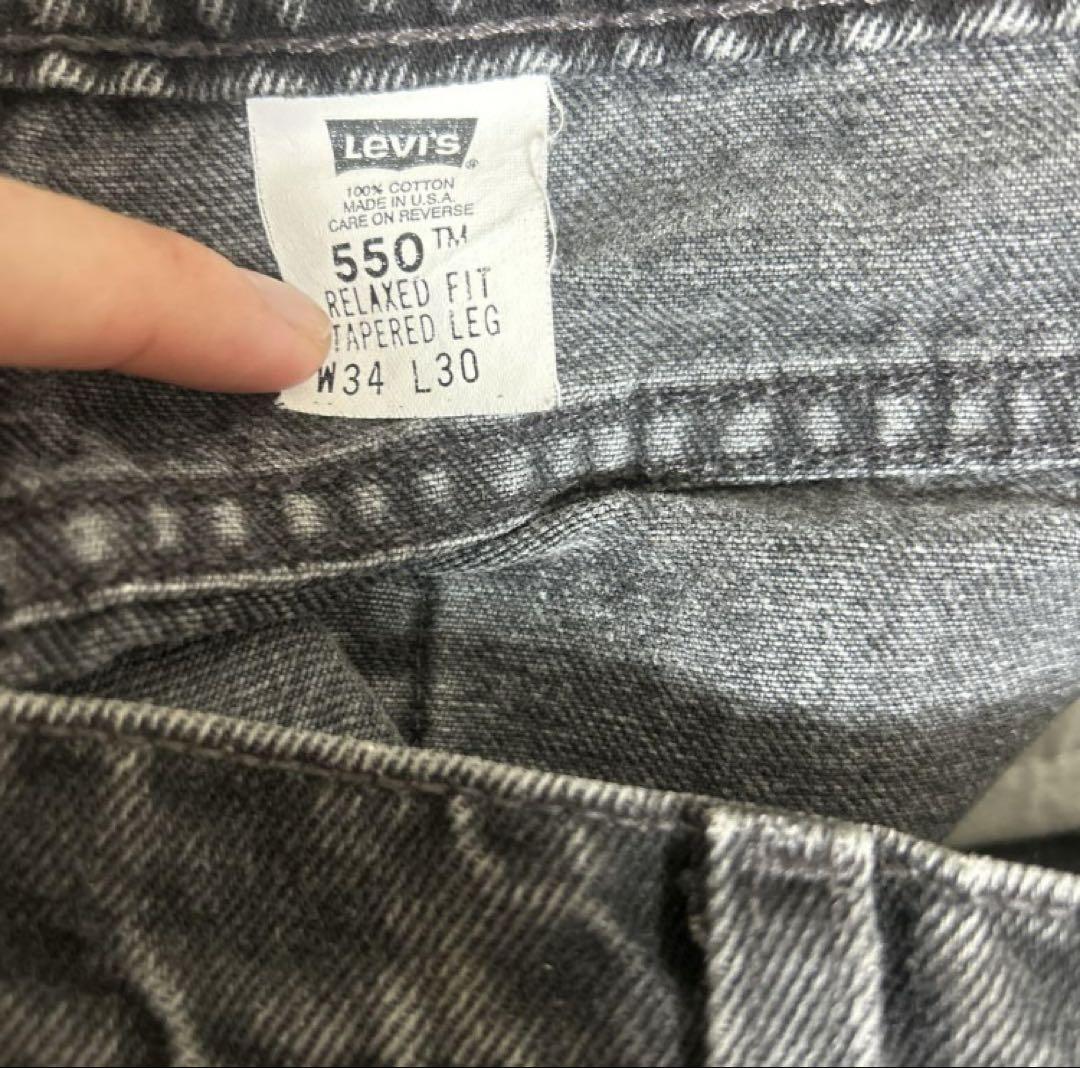 Levi's®
100% COTTON
MADE IN U.S.A.
CARE ON REVERSE
550™
RELAXED FIT
TAPERED LEG
W34 L30